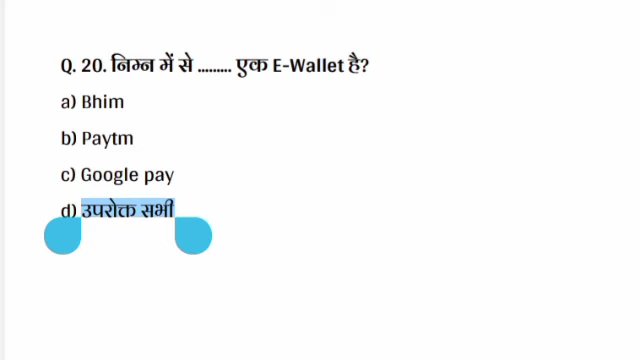 Q. 20. निम्न में से ......... एक E-Wallet है?
a) Bhim
b) Paytm
c) Google pay
d) उपरोक्त सभी